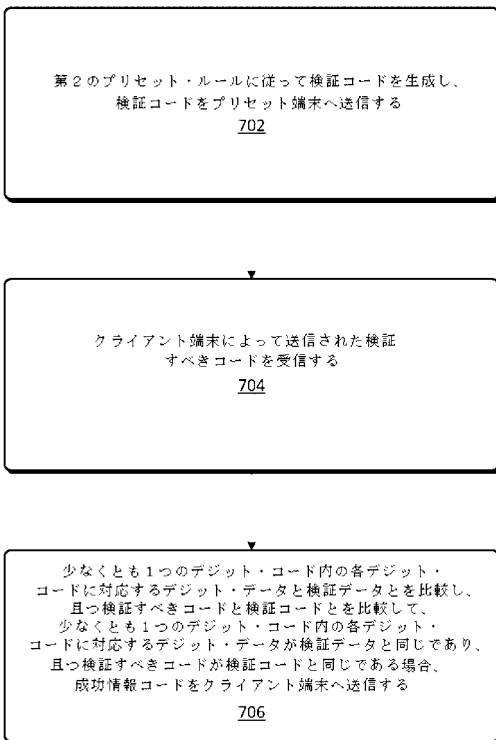 第２のプリセット・ルールに従って検証コードを生成し、
検証コードをプリセット端末へ送信する
702
クライアント端末によって送信された検証
すべきコードを受信する
704
少なくとも１つのデジット・コード内の各デジット・
コードに対応するデジット・データと検証データとを比較し、
且つ検証すべきコードと検証コードとを比較して、
少なくとも１つのデジット・コード内の各デジット・
コードに対応するデジット・データが検証データと同じであり、
且つ検証すべきコードが検証コードと同じである場合、
成功情報コードをクライアント端末へ送信する
706